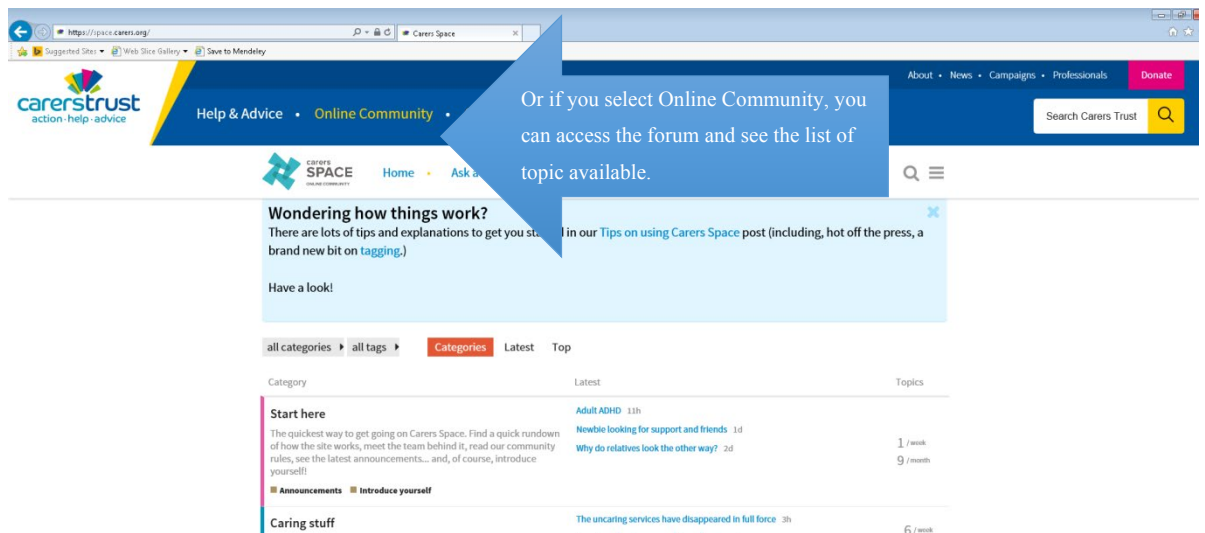 https://space.carers.org/
Carers Space
Suggested Sites ▾ Web Slice Gallery ▾ Save to Mendeley
About • News • Campaigns • Professionals Donate
carerstrust
action·help·advice
Help & Advice • Online Community •
Search Carers Trust
Or if you select Online Community, you
can access the forum and see the list of
topic available.
carers
SPACE
ONLINE COMMUNITY
Home • Ask a
Wondering how things work?
There are lots of tips and explanations to get you st in our Tips on using Carers Space post (including, hot off the press, a
brand new bit on tagging.)
Have a look!
all categories ▸ all tags ▸ Categories Latest Top
Category Latest Topics
Start here
The quickest way to get going on Carers Space. Find a quick rundown
of how the site works, meet the team behind it, read our community
rules, see the latest announcements... and, of course, introduce
yourself!
Announcements Introduce yourself
Adult ADHD 11h
Newbie looking for support and friends 1d
Why do relatives look the other way? 2d
1 / week
9 / month
Caring stuff
The uncaring services have disappeared in full force 3h
6 / week